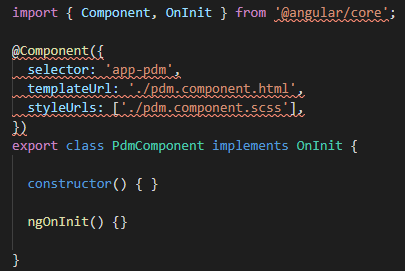 import { Component, OnInit } from '@angular/core';
@Component({
  selector: 'app-pdm',
  templateUrl: './pdm.component.html',
  styleUrls: ['./pdm.component.scss'],
})
export class PdmComponent implements OnInit {
  constructor() { }
  ngOnInit() {}
}